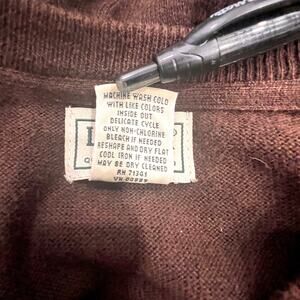 MACHINE WASH COLD
WITH LIKE COLORS
INSIDE OUT
DELICATE CYCLE
ONLY NON-CHLORINE
BLEACH IF NEEDED
RESHAPE AND DRY FLAT
COOL IRON IF NEEDED
MAY BE DRY CLEANED
RN 71301